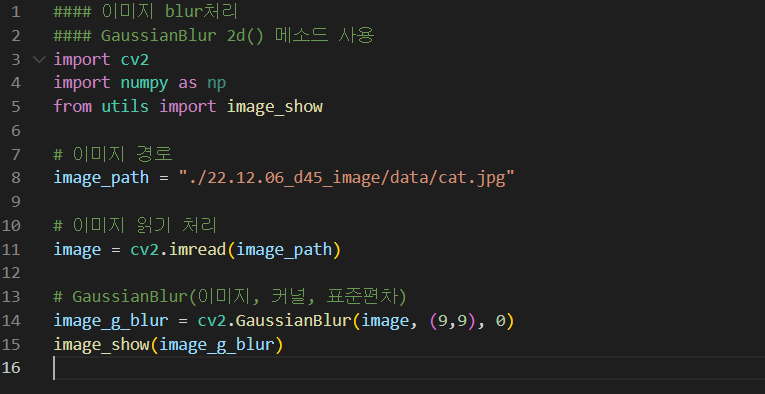 1 #### 이미지 blur처리
2 #### GaussianBlur 2d() 메소드 사용
3 import cv2
4 import numpy as np
5 from utils import image_show
6
7 # 이미지 경로
8 image_path = "./22.12.06_d45_image/data/cat.jpg"
9
10 # 이미지 읽기 처리
11 image = cv2.imread(image_path)
12
13 # GaussianBlur(이미지, 커널, 표준편차)
14 image_g_blur = cv2.GaussianBlur(image, (9,9), 0)
15 image_show(image_g_blur)
16